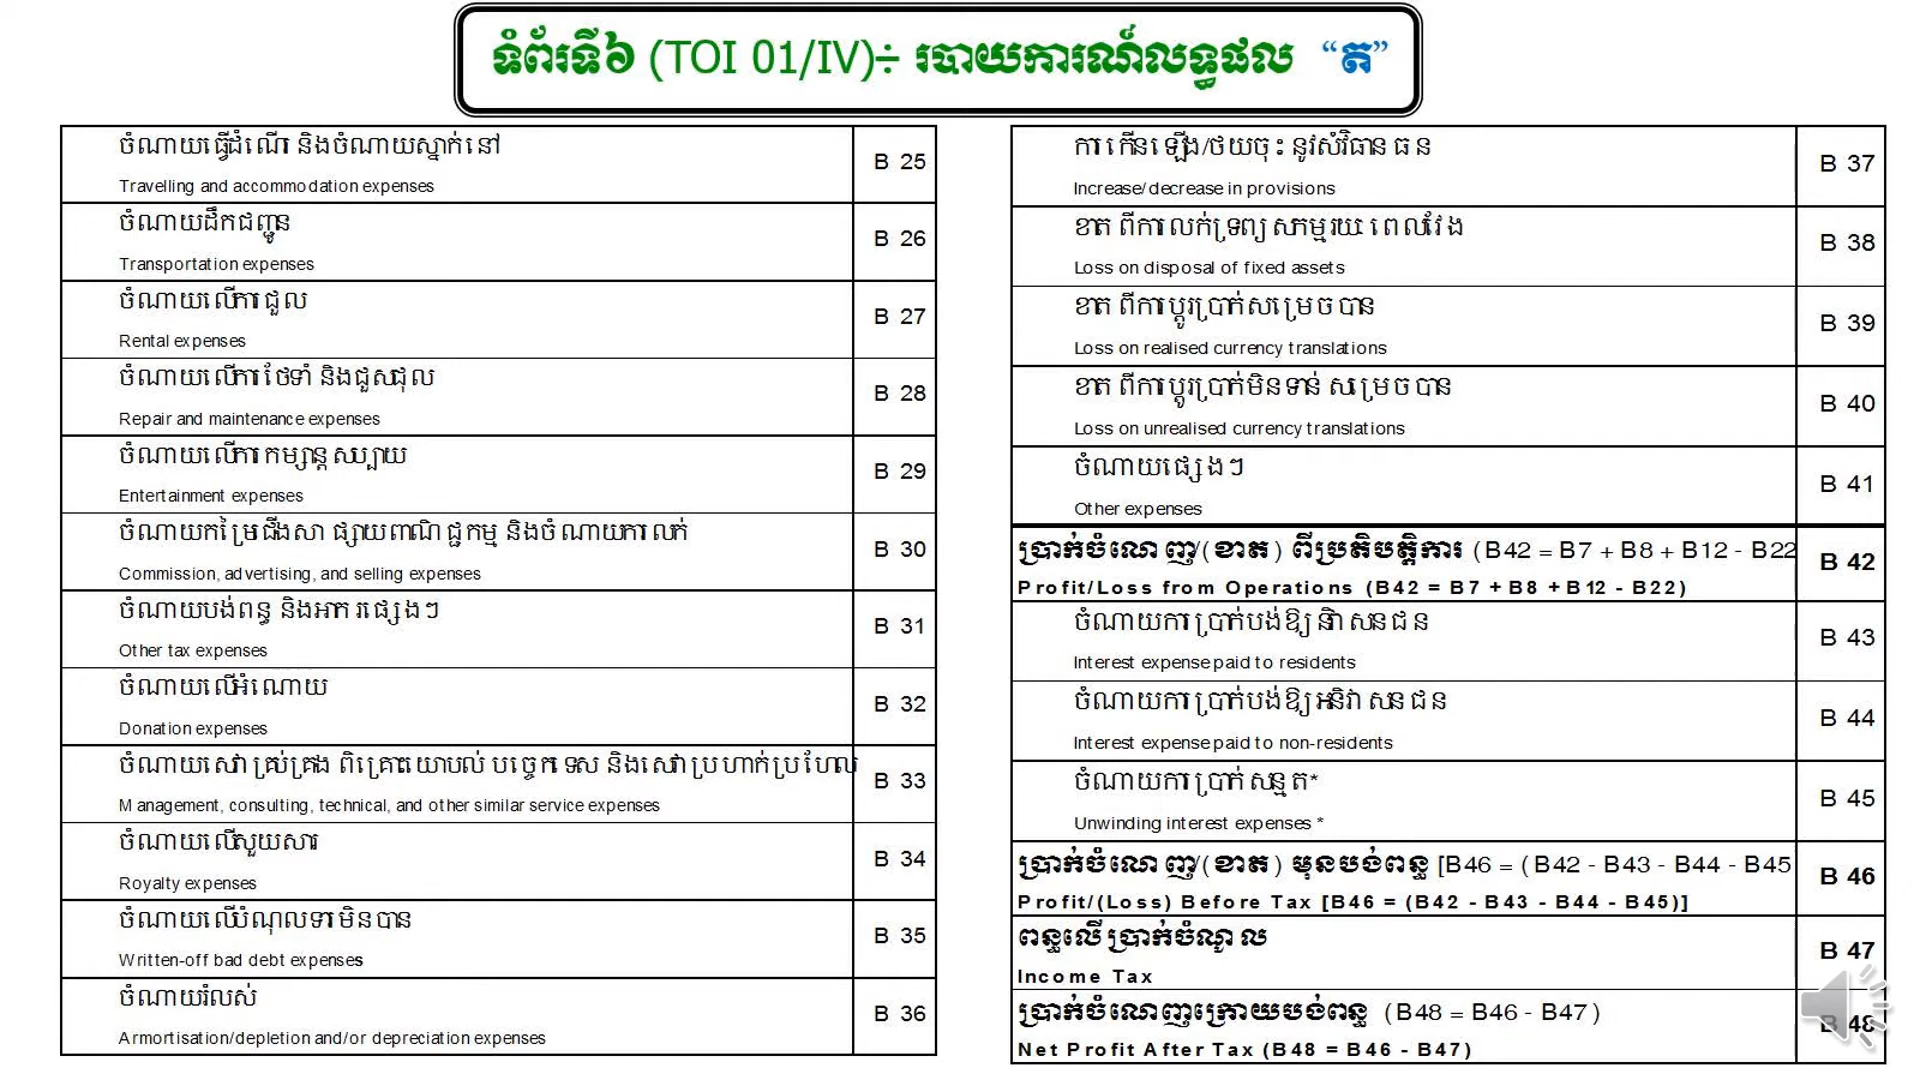 ទំព័រទី៦ (TOI 01/IV)÷ របាយការណ៍លទ្ធផល “ត”
ចំណាយធ្វើដំណើរ និងចំណាយស្នាក់នៅ
B 25
Travelling and accommodation expenses
ចំណាយដឹកជញ្ជូន
B 26
Transportation expenses
ចំណាយលើការជួល
B 27
Rental expenses
ចំណាយលើការថែទាំ និងជួសជុល
B 28
Repair and maintenance expenses
ចំណាយលើការកម្សាន្តសប្បាយ
B 29
Entertainment expenses
ចំណាយកម្រៃជើងសា ផ្សាយពាណិជ្ជកម្ម និងចំណាយការលក់
B 30
Commission, advertising, and selling expenses
ចំណាយបង់ពន្ធ និងអាករផ្សេងៗ
B 31
Other tax expenses
ចំណាយលើអំណោយ
B 32
Donation expenses
ចំណាយសេវាគ្រប់គ្រង ពិគ្រោះយោបល់ បច្ចេកទេស និងសេវាប្រហាក់ប្រហែល
B 33
Management, consulting, technical, and other similar service expenses
ចំណាយលើសួយសារ
B 34
Royalty expenses
ចំណាយលើបំណុលទារមិនបាន
B 35
Written-off bad debt expenses
ចំណាយរំលស់
B 36
Armortisation/depletion and/or depreciation expenses
ការកើនឡើង/ថយចុះ នូវសំវិធានធន
B 37
Increase/decrease in provisions
ខាតពីការលក់ទ្រព្យសកម្មរយៈពេលវែង
B 38
Loss on disposal of fixed assets
ខាតពីការប្តូរប្រាក់សម្រេចបាន
B 39
Loss on realised currency translations
ខាតពីការប្តូរប្រាក់មិនទាន់សម្រេចបាន
B 40
Loss on unrealised currency translations
ចំណាយផ្សេងៗ
B 41
Other expenses
ប្រាក់ចំណេញ/(ខាត) ពីប្រតិបត្តិការ (B42 = B7 + B8 + B12 - B22
B 42
Profit/Loss from Operations (B42 = B7 + B8 + B12 - B22)
ចំណាយការប្រាក់បង់ឱ្យនិវាសនជន
B 43
Interest expense paid to residents
ចំណាយការប្រាក់បង់ឱ្យអនិវាសនជន
B 44
Interest expense paid to non-residents
ចំណាយការប្រាក់សន្មត*
B 45
Unwinding interest expenses *
ប្រាក់ចំណេញ/(ខាត) មុនបង់ពន្ធ [B46 = (B42 - B43 - B44 - B45
B 46
Profit/(Loss) Before Tax [B46 = (B42 - B43 - B44 - B45)]
ពន្ធលើប្រាក់ចំណូល
B 47
Income Tax
ប្រាក់ចំណេញក្រោយបង់ពន្ធ (B48 = B46 - B47)
B 48
Net Profit After Tax (B48 = B46 - B47)